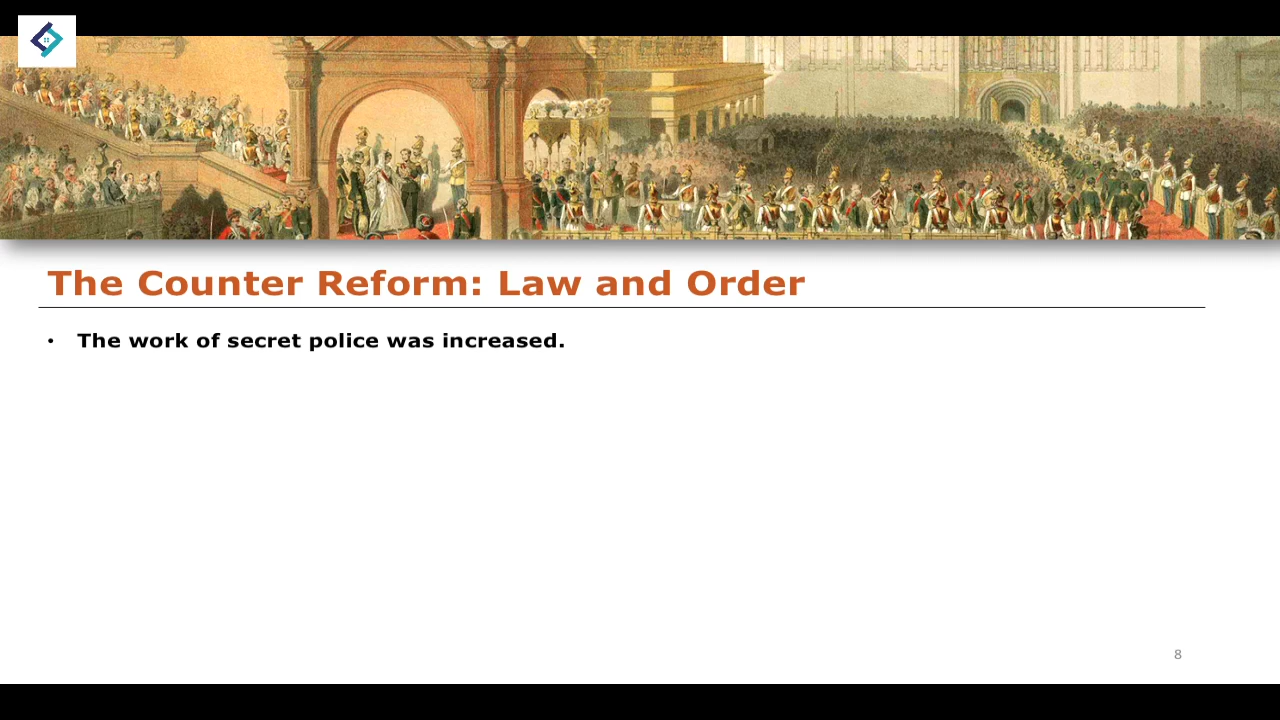 The Counter Reform: Law and Order
• The work of secret police was increased.
8